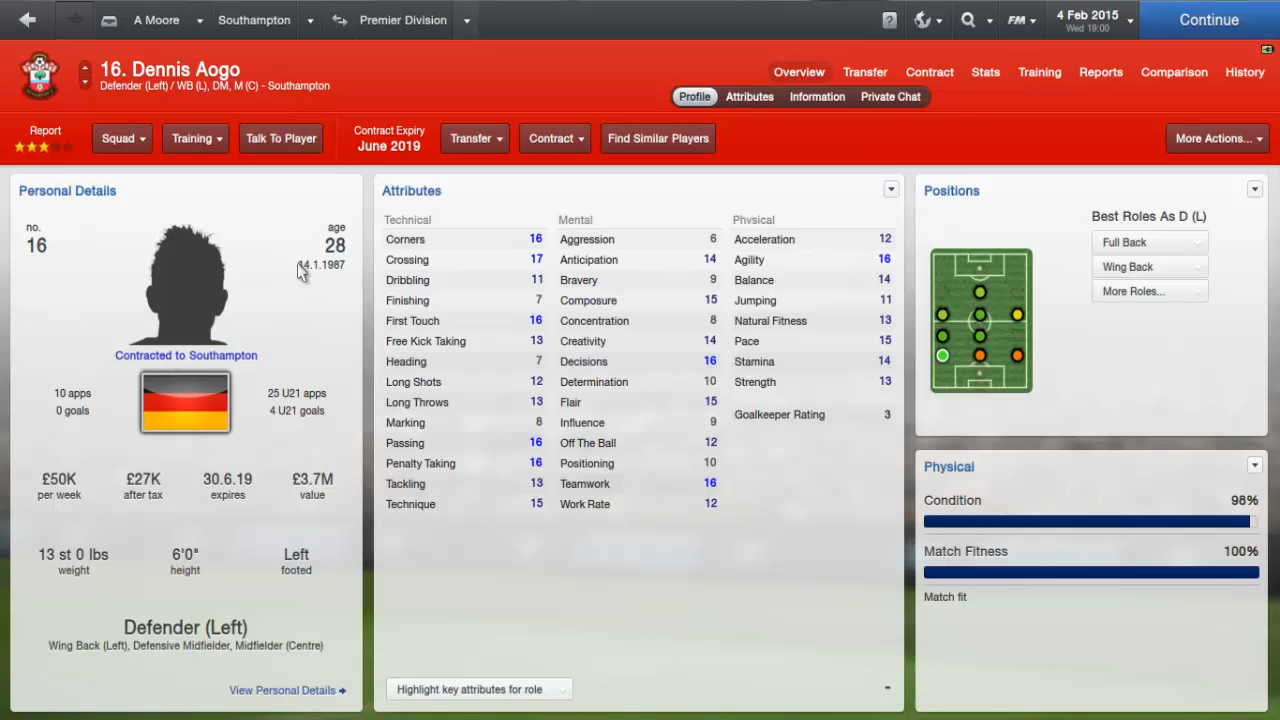 A Moore
Southampton
Premier Division
?
FM
4 Feb 2015
Wed 19:00
Continue
16. Dennis Aogo
Defender (Left) / WB (L), DM, M (C) - Southampton
Overview Transfer Contract Stats Training Reports Comparison History
Profile Attributes Information Private Chat
Report
Squad
Training
Talk To Player
Contract Expiry
June 2019
Transfer
Contract
Find Similar Players
More Actions...
Personal Details
no.
16
age
28
14.1.1987
Contracted to Southampton
10 apps
0 goals
25 U21 apps
4 U21 goals
£50K
per week
£27K
after tax
30.6.19
expires
£3.7M
value
13 st 0 lbs
weight
6'0"
height
Left
footed
Defender (Left)
Wing Back (Left), Defensive Midfielder, Midfielder (Centre)
View Personal Details
Attributes
Technical Mental Physical
Corners 16 Aggression 6 Acceleration 12
Crossing 17 Anticipation 14 Agility 16
Dribbling 11 Bravery 9 Balance 14
Finishing 7 Composure 15 Jumping 11
First Touch 16 Concentration 8 Natural Fitness 13
Free Kick Taking 13 Creativity 14 Pace 15
Heading 7 Decisions 16 Stamina 14
Long Shots 12 Determination 10 Strength 13
Long Throws 13 Flair 15
Marking 8 Influence 9 Goalkeeper Rating 3
Passing 16 Off The Ball 12
Penalty Taking 16 Positioning 10
Tackling 13 Teamwork 16
Technique 15 Work Rate 12
Highlight key attributes for role
-
Positions
Best Roles As D (L)
Full Back
Wing Back
More Roles...
Physical
Condition 98%
Match Fitness 100%
Match fit